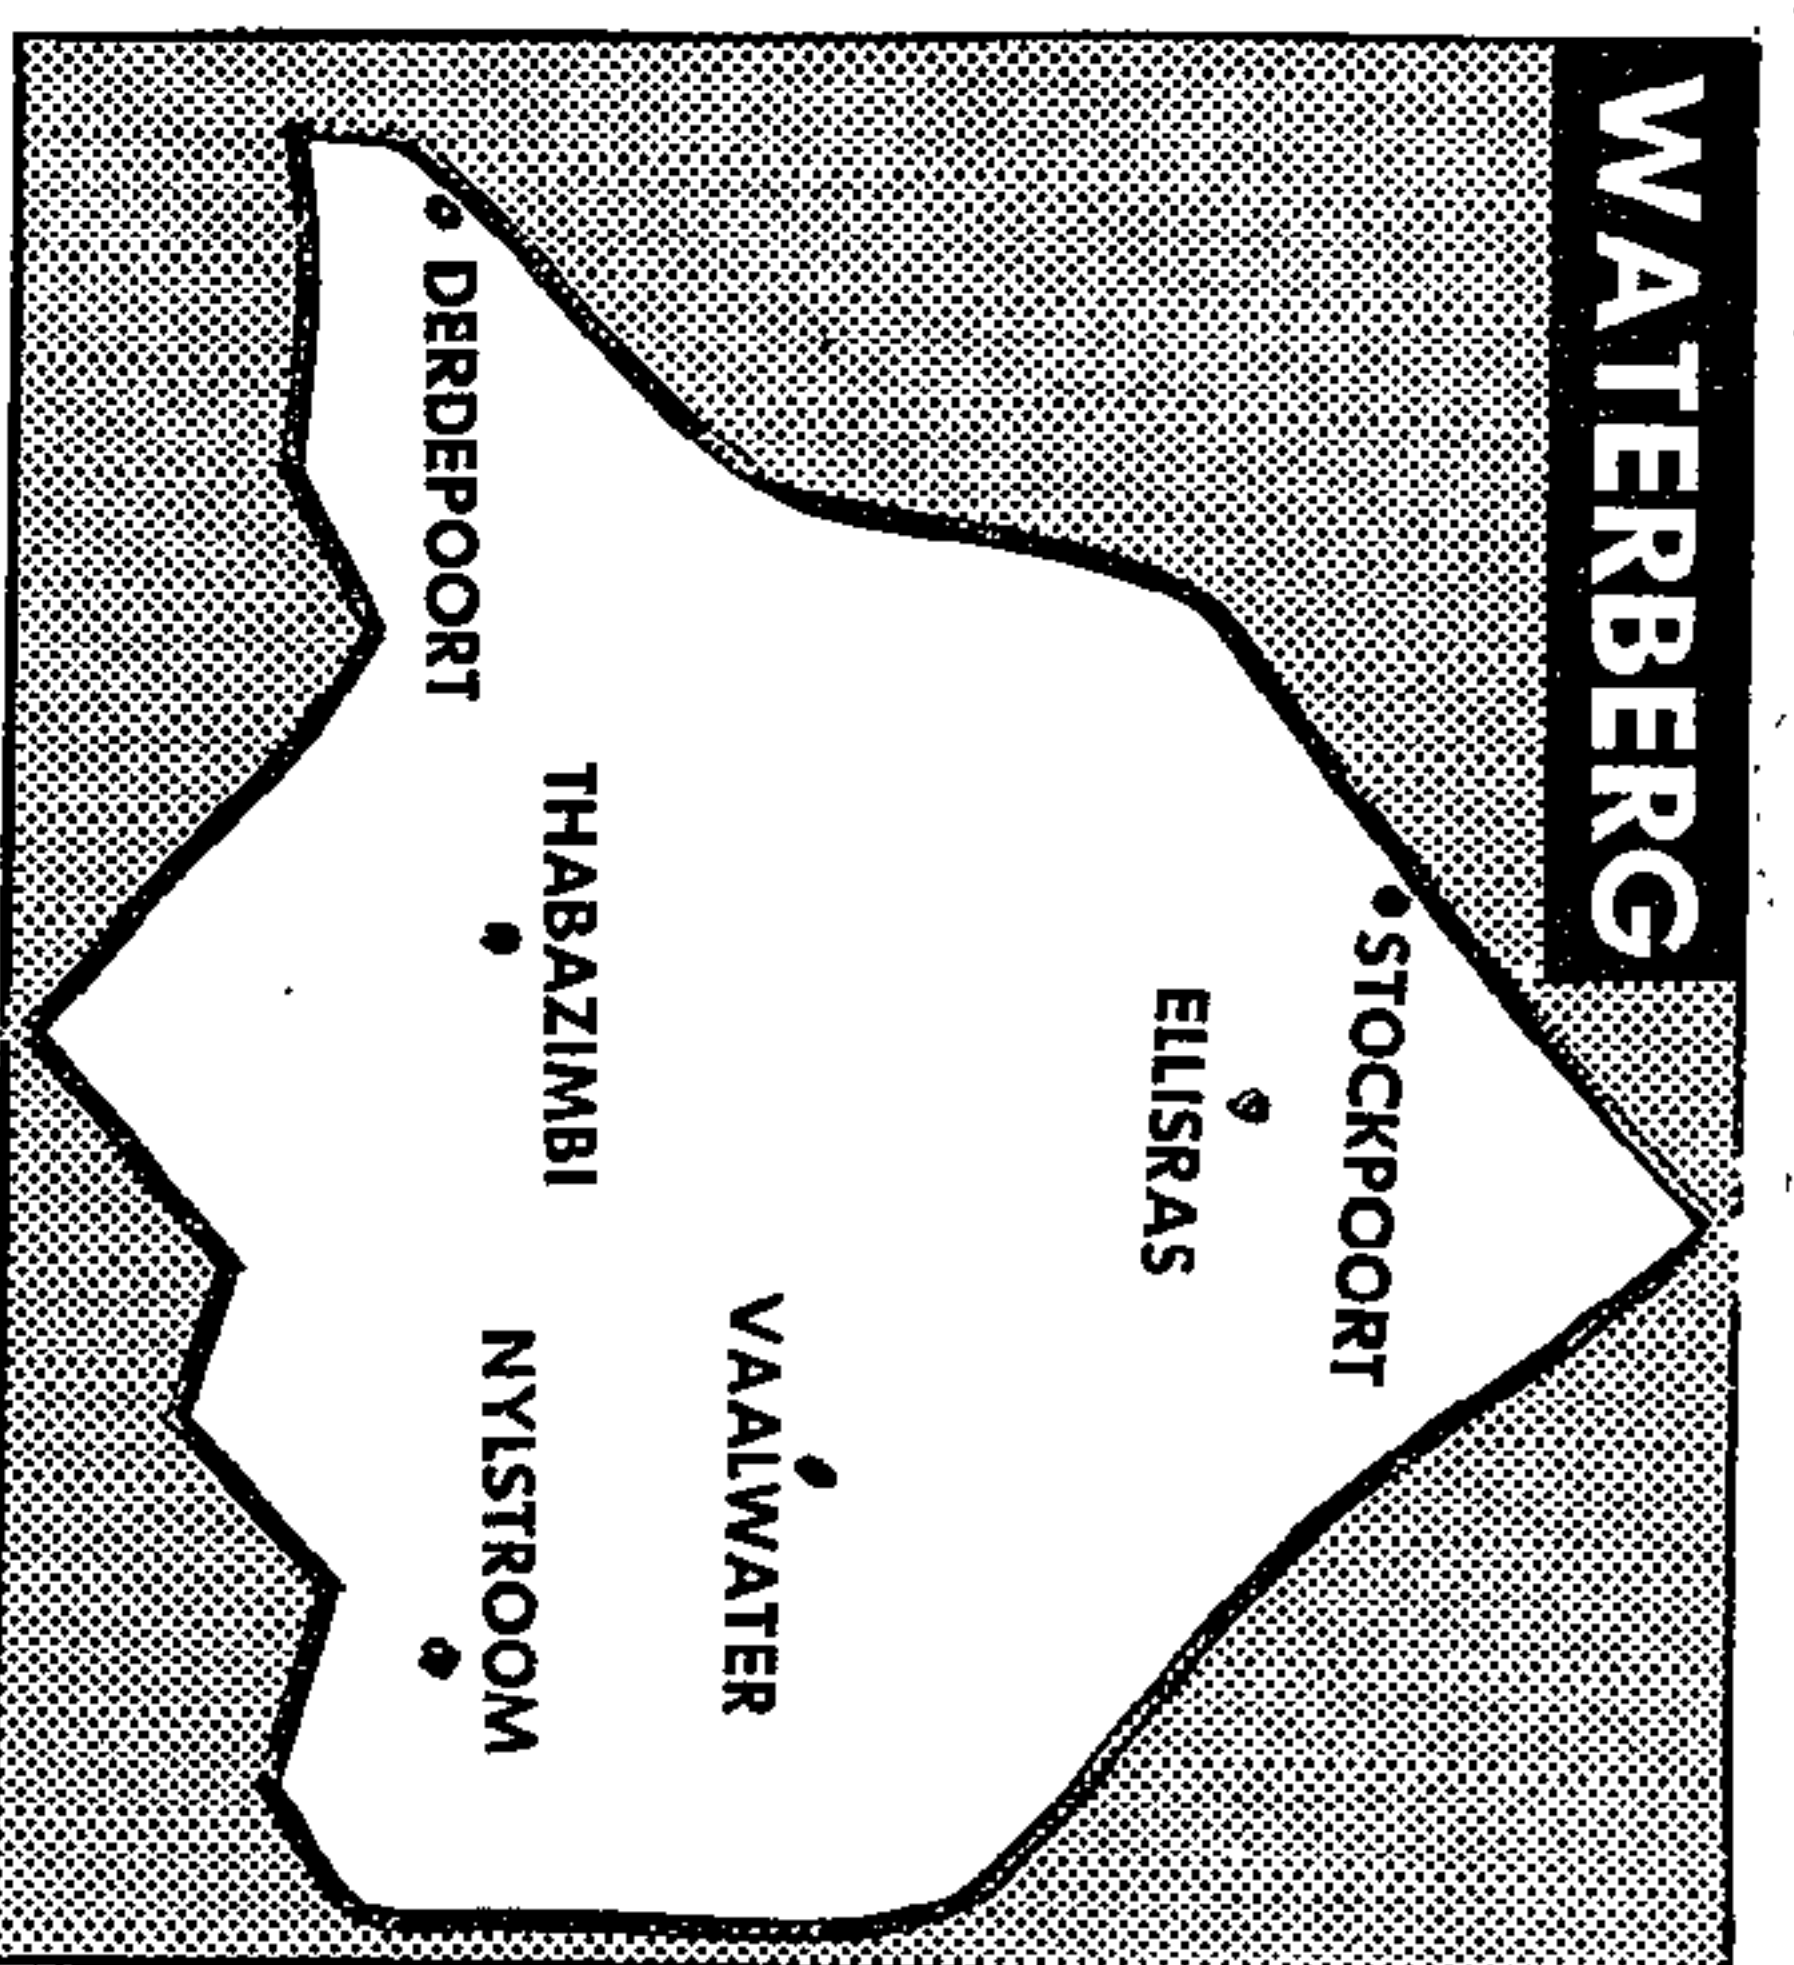 WATERBERG
STOCKPOORT
ELLISRAS
VAALWATER
THABAZIMBI
NYLSTROOM
DERDEPOORT